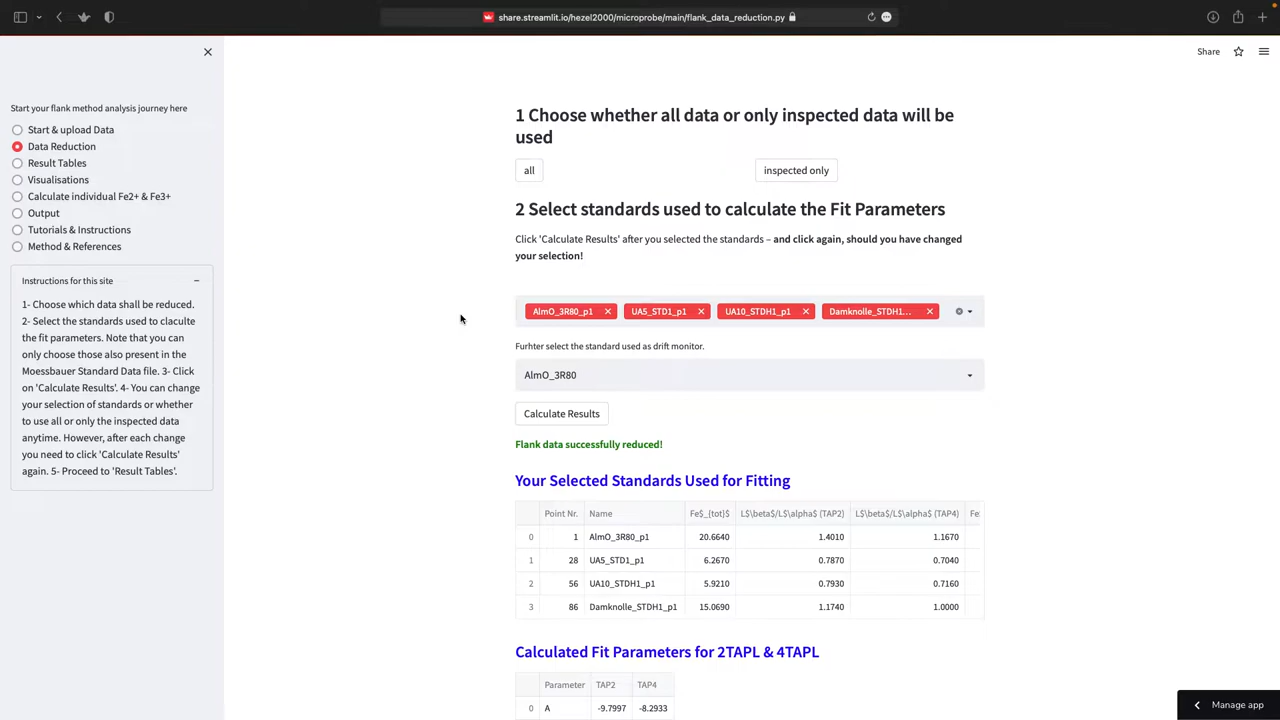 share.streamlit.io/hezel2000/microprobe/main/flank_data_reduction.py
Share
Start your flank method analysis journey here
Start & upload Data
Data Reduction
Result Tables
Visualisations
Calculate individual Fe2+ & Fe3+
Output
Tutorials & Instructions
Method & References
Instructions for this site
1- Choose which data shall be reduced.
2- Select the standards used to claculte
the fit parameters. Note that you can
only choose those also present in the
Moessbauer Standard Data file. 3- Click
on 'Calculate Results'. 4- You can change
your selection of standards or whether
to use all or only the inspected data
anytime. However, after each change
you need to click 'Calculate Results'
again. 5- Proceed to 'Result Tables'.
1 Choose whether all data or only inspected data will be
used
all inspected only
2 Select standards used to calculate the Fit Parameters
Click 'Calculate Results' after you selected the standards – and click again, should you have changed
your selection!
AlmO_3R80_p1 UA5_STD1_p1 UA10_STDH1_p1 Damknolle_STDH1...
Furhter select the standard used as drift monitor.
AlmO_3R80
Calculate Results
Flank data successfully reduced!
Your Selected Standards Used for Fitting
Point Nr. Name Fe$_{tot}$ L$\beta$/L$\alpha$ (TAP2) L$\beta$/L$\alpha$ (TAP4) Fe
0 1 AlmO_3R80_p1 20.6640 1.4010 1.1670
1 28 UA5_STD1_p1 6.2670 0.7870 0.7040
2 56 UA10_STDH1_p1 5.9210 0.7930 0.7160
3 86 Damknolle_STDH1_p1 15.0690 1.1740 1.0000
Calculated Fit Parameters for 2TAPL & 4TAPL
Parameter TAP2 TAP4
0 A -9.7997 -8.2933
Manage app